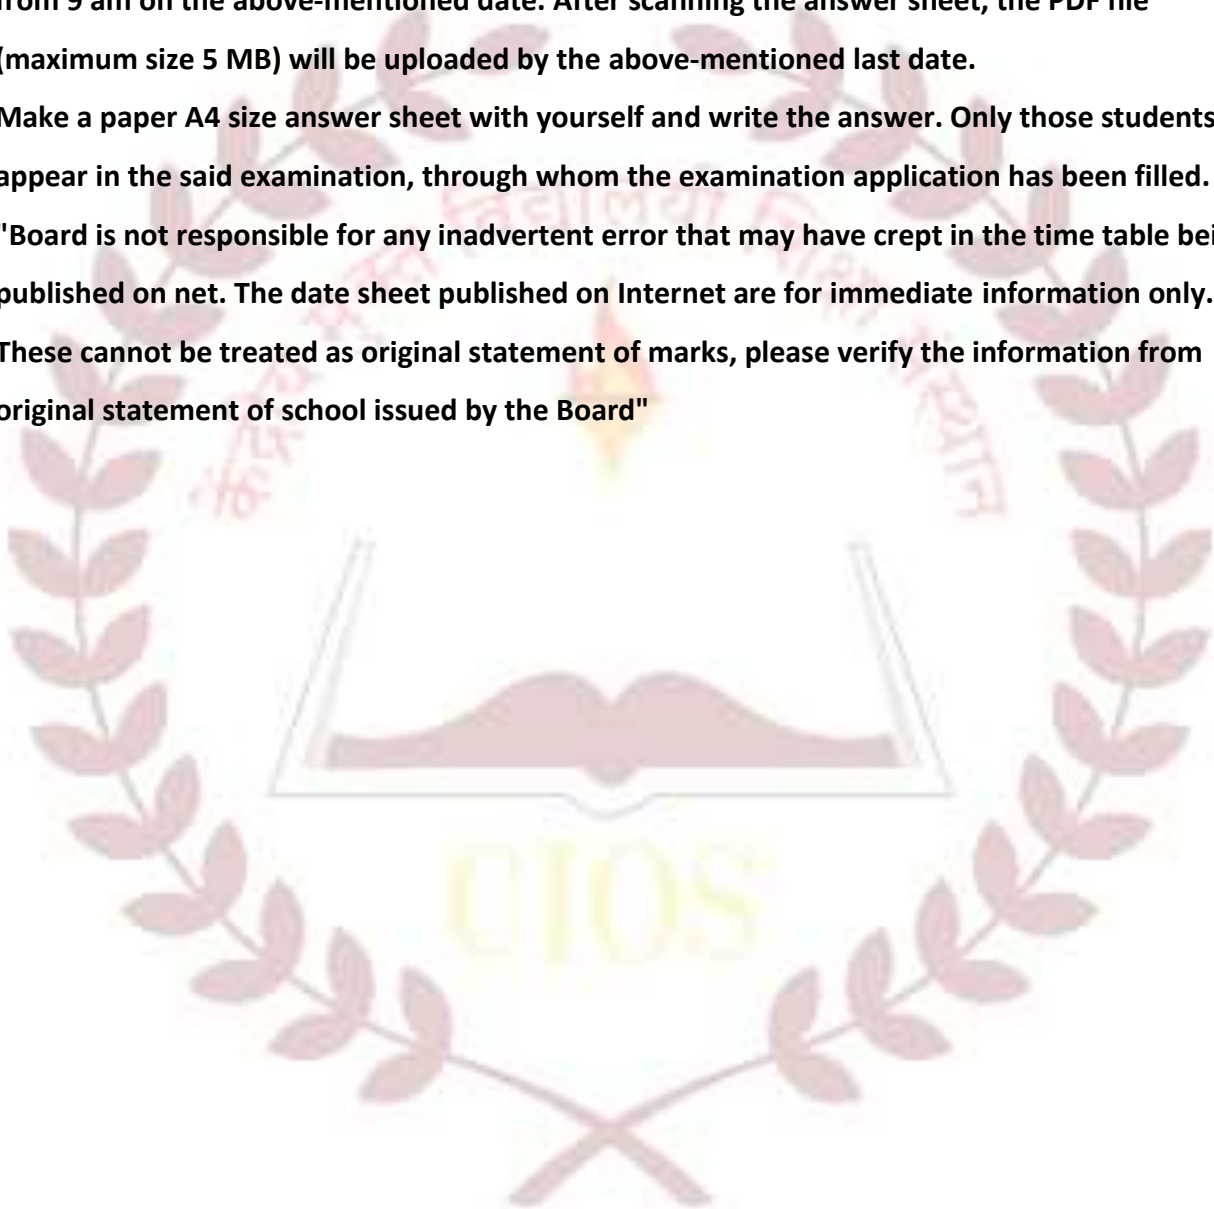 from 9 am on the above-mentioned date. After scanning the answer sheet, the PDF file
(maximum size 5 MB) will be uploaded by the above-mentioned last date.
Make a paper A4 size answer sheet with yourself and write the answer. Only those students
appear in the said examination, through whom the examination application has been filled.
"Board is not responsible for any inadvertent error that may have crept in the time table bei
published on net. The date sheet published on Internet are for immediate information only.
These cannot be treated as original statement of marks, please verify the information from
original statement of school issued by the Board"
CIOS